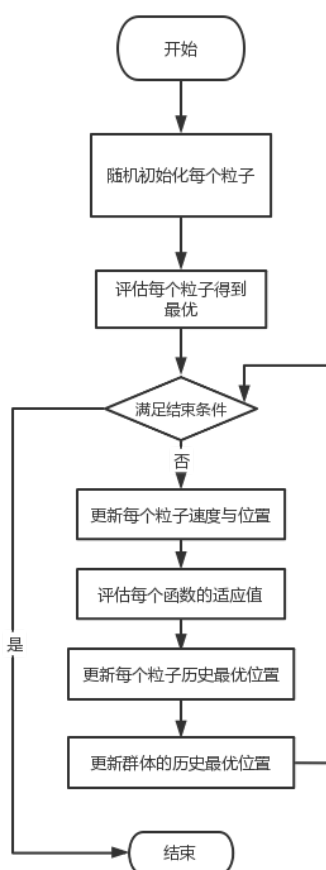 开始
随机初始化每个粒子
评估每个粒子得到
最优
满足结束条件
否
更新每个粒子速度与位置
评估每个函数的适应值
是
更新每个粒子历史最优位置
更新群体的历史最优位置
结束